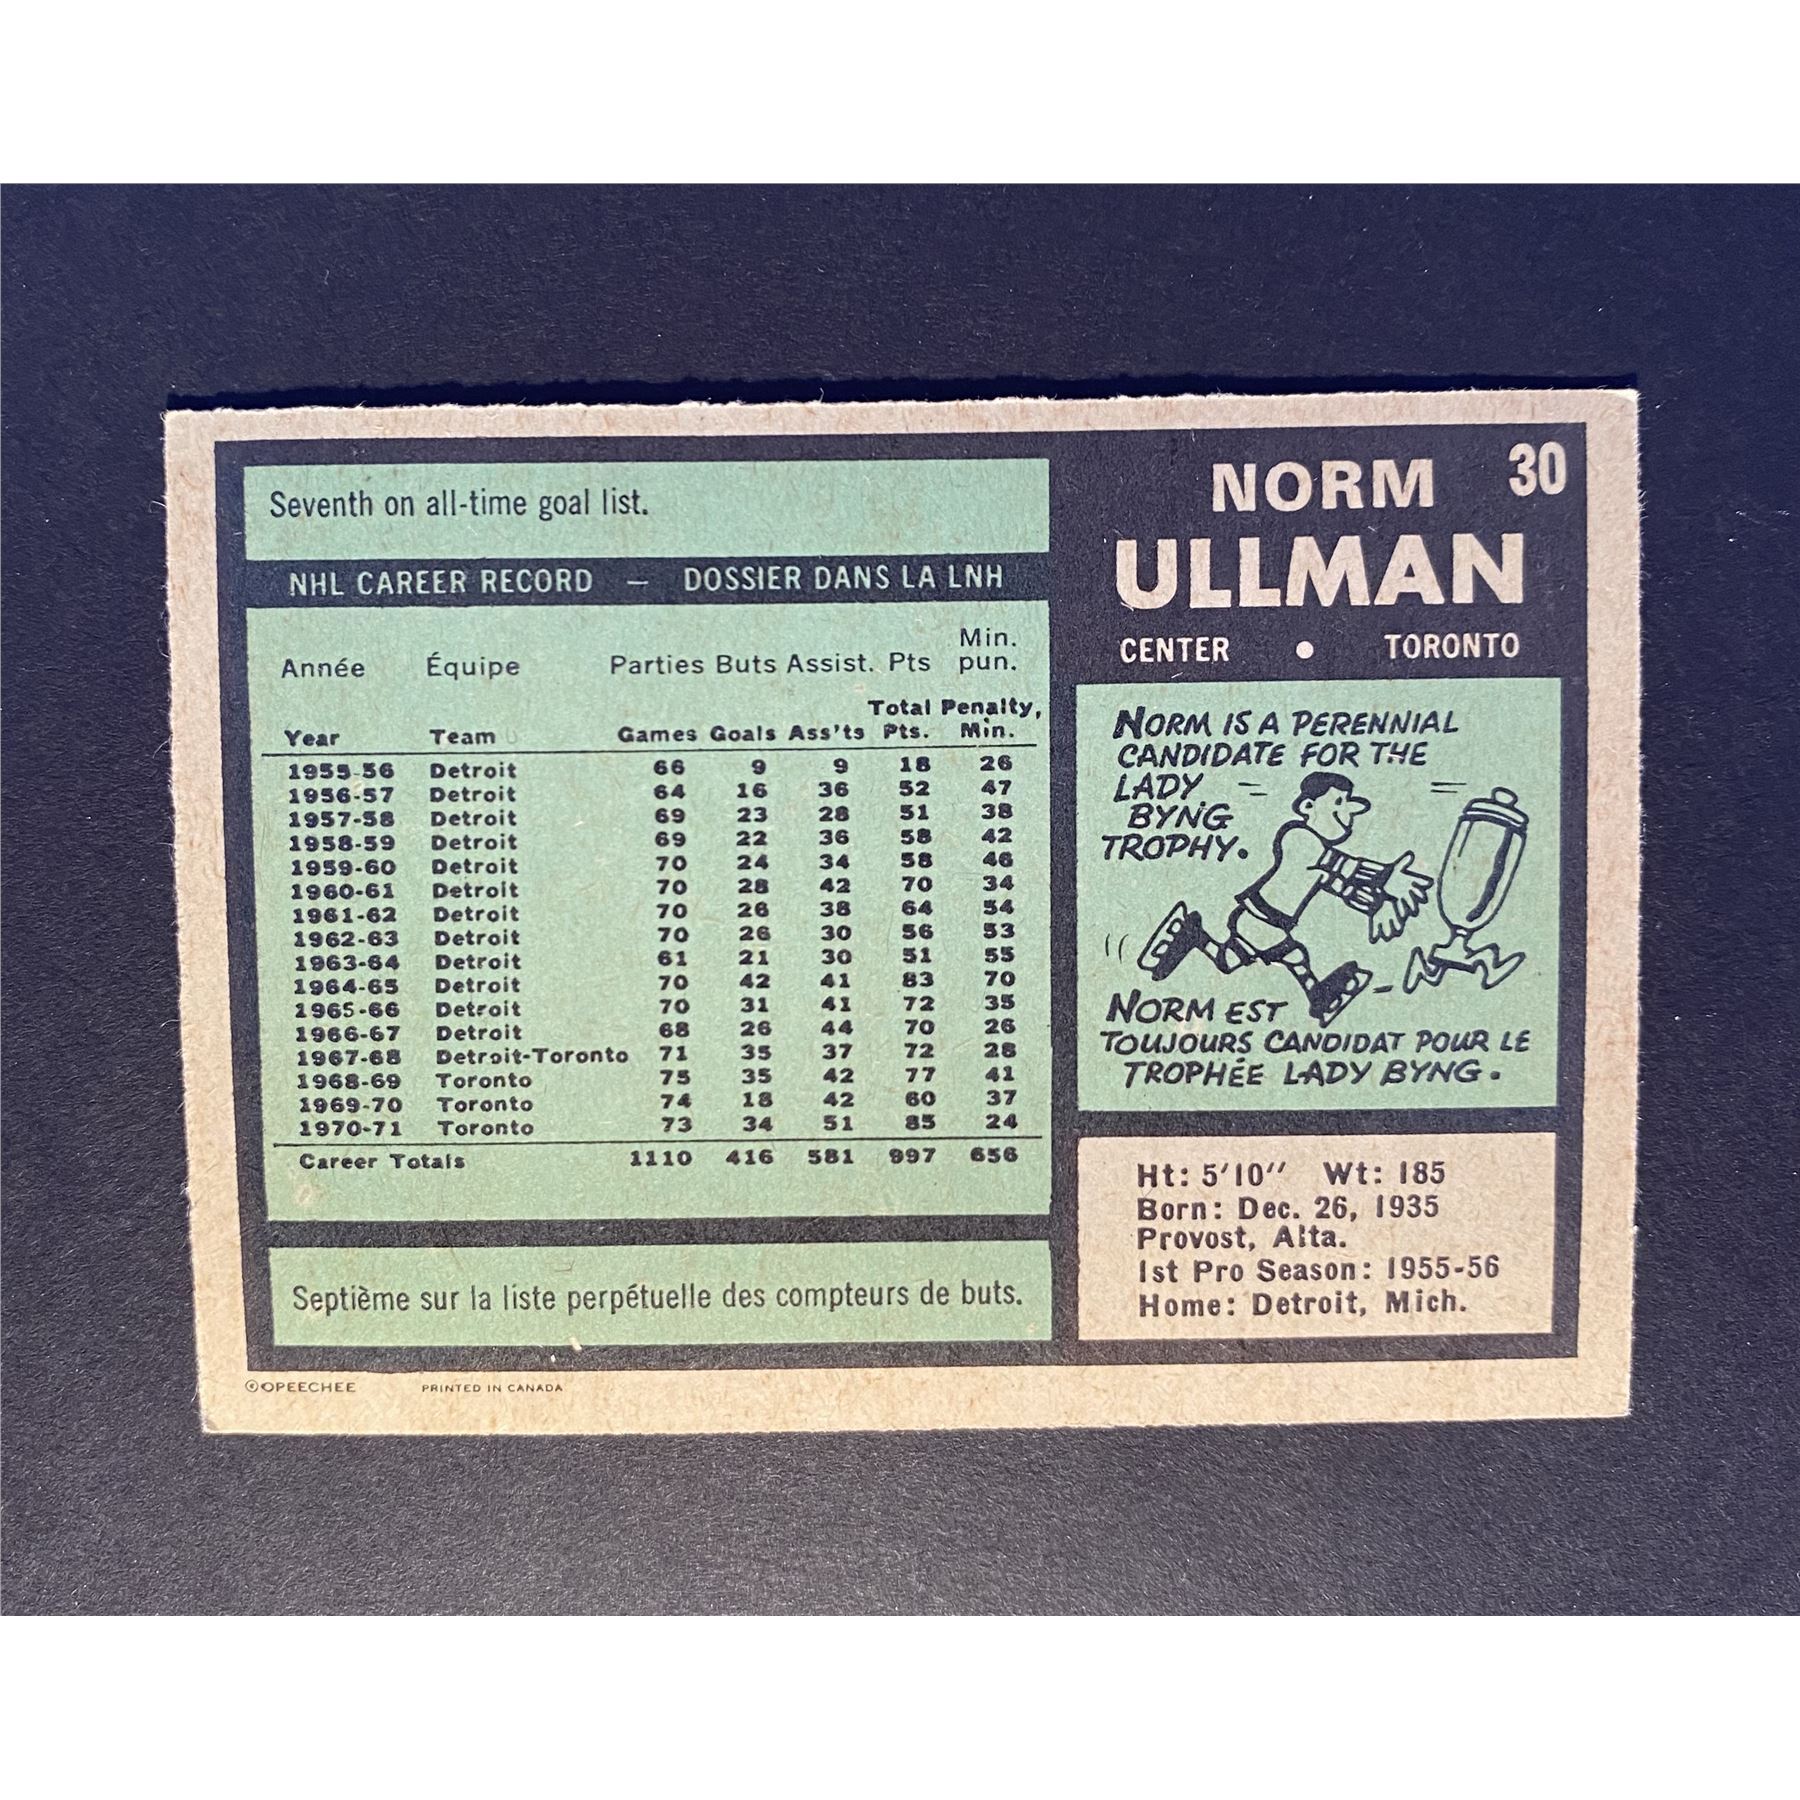 Seventh on all-time goal list.
NHL CAREER RECORD – DOSSIER DANS LA LNH
Année Équipe Parties Buts Assist. Pts Min. pun.
Year Team Games Goals Ass'ts Total Pts. Penalty, Min.
1955-56 Detroit 66 9 9 18 26
1956-57 Detroit 64 16 36 52 47
1957-58 Detroit 69 23 28 51 38
1958-59 Detroit 69 22 36 58 42
1959-60 Detroit 70 24 34 58 46
1960-61 Detroit 70 28 42 70 34
1961-62 Detroit 70 26 38 64 54
1962-63 Detroit 70 26 30 56 53
1963-64 Detroit 61 21 30 51 55
1964-65 Detroit 70 42 41 83 70
1965-66 Detroit 70 31 41 72 35
1966-67 Detroit 68 26 44 70 26
1967-68 Detroit-Toronto 71 35 37 72 28
1968-69 Toronto 75 35 42 77 41
1969-70 Toronto 74 18 42 60 37
1970-71 Toronto 73 34 51 85 24
Career Totals 1110 416 581 997 656
Septième sur la liste perpétuelle des compteurs de buts.
©OPEECHEE PRINTED IN CANADA
30
NORM
ULLMAN
CENTER • TORONTO
NORM IS A PERENNIAL
CANDIDATE FOR THE
LADY
BYNG
TROPHY.
NORM EST
TOUJOURS CANDIDAT POUR LE
TROPHÉE LADY BYNG.
Ht: 5'10" Wt: 185
Born: Dec. 26, 1935
Provost, Alta.
1st Pro Season: 1955-56
Home: Detroit, Mich.